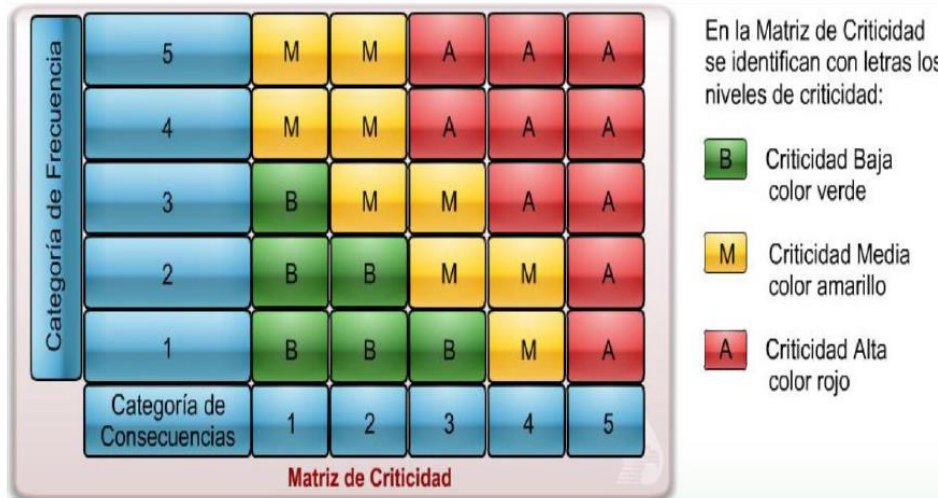 Categoría de Frecuencia
5 M M A A A
4 M M A A A
3 B M M A A
2 B B M M A
1 B B B M A
Categoría de
Consecuencias
1 2 3 4 5
Matriz de Criticidad
En la Matriz de Criticidad
se identifican con letras los
niveles de criticidad:
B Criticidad Baja
color verde
M Criticidad Media
color amarillo
A Criticidad Alta
color rojo